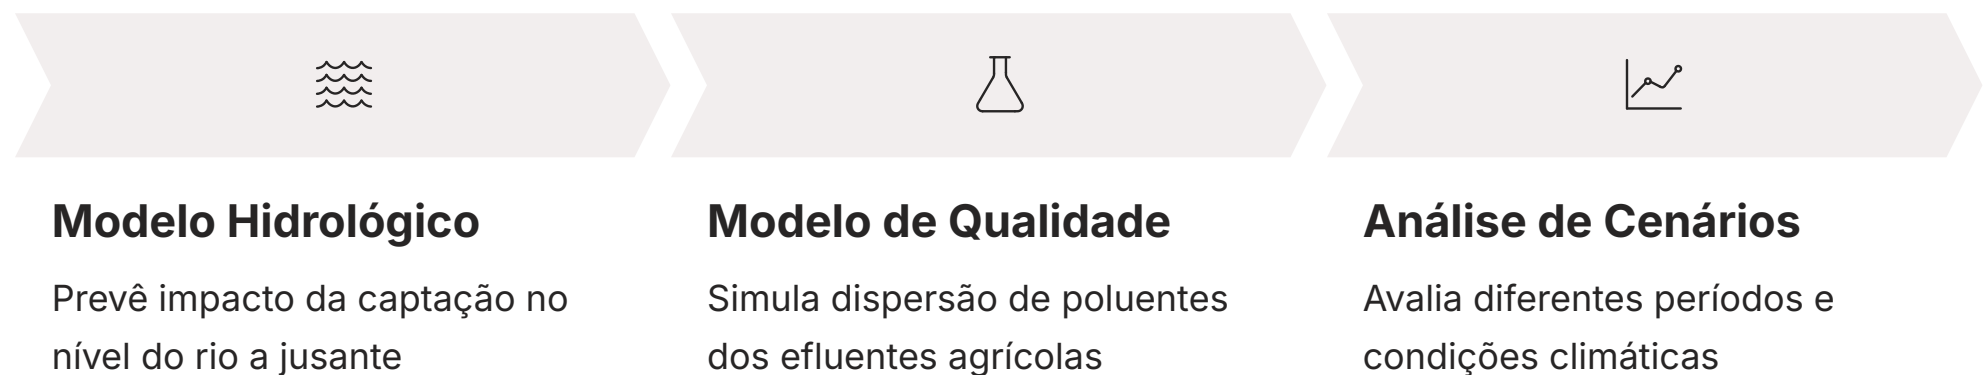 Modelo Hidrológico
Prevê impacto da captação no
nível do rio a jusante
Modelo de Qualidade
Simula dispersão de poluentes
dos efluentes agrícolas
Análise de Cenários
Avalia diferentes períodos e
condições climáticas